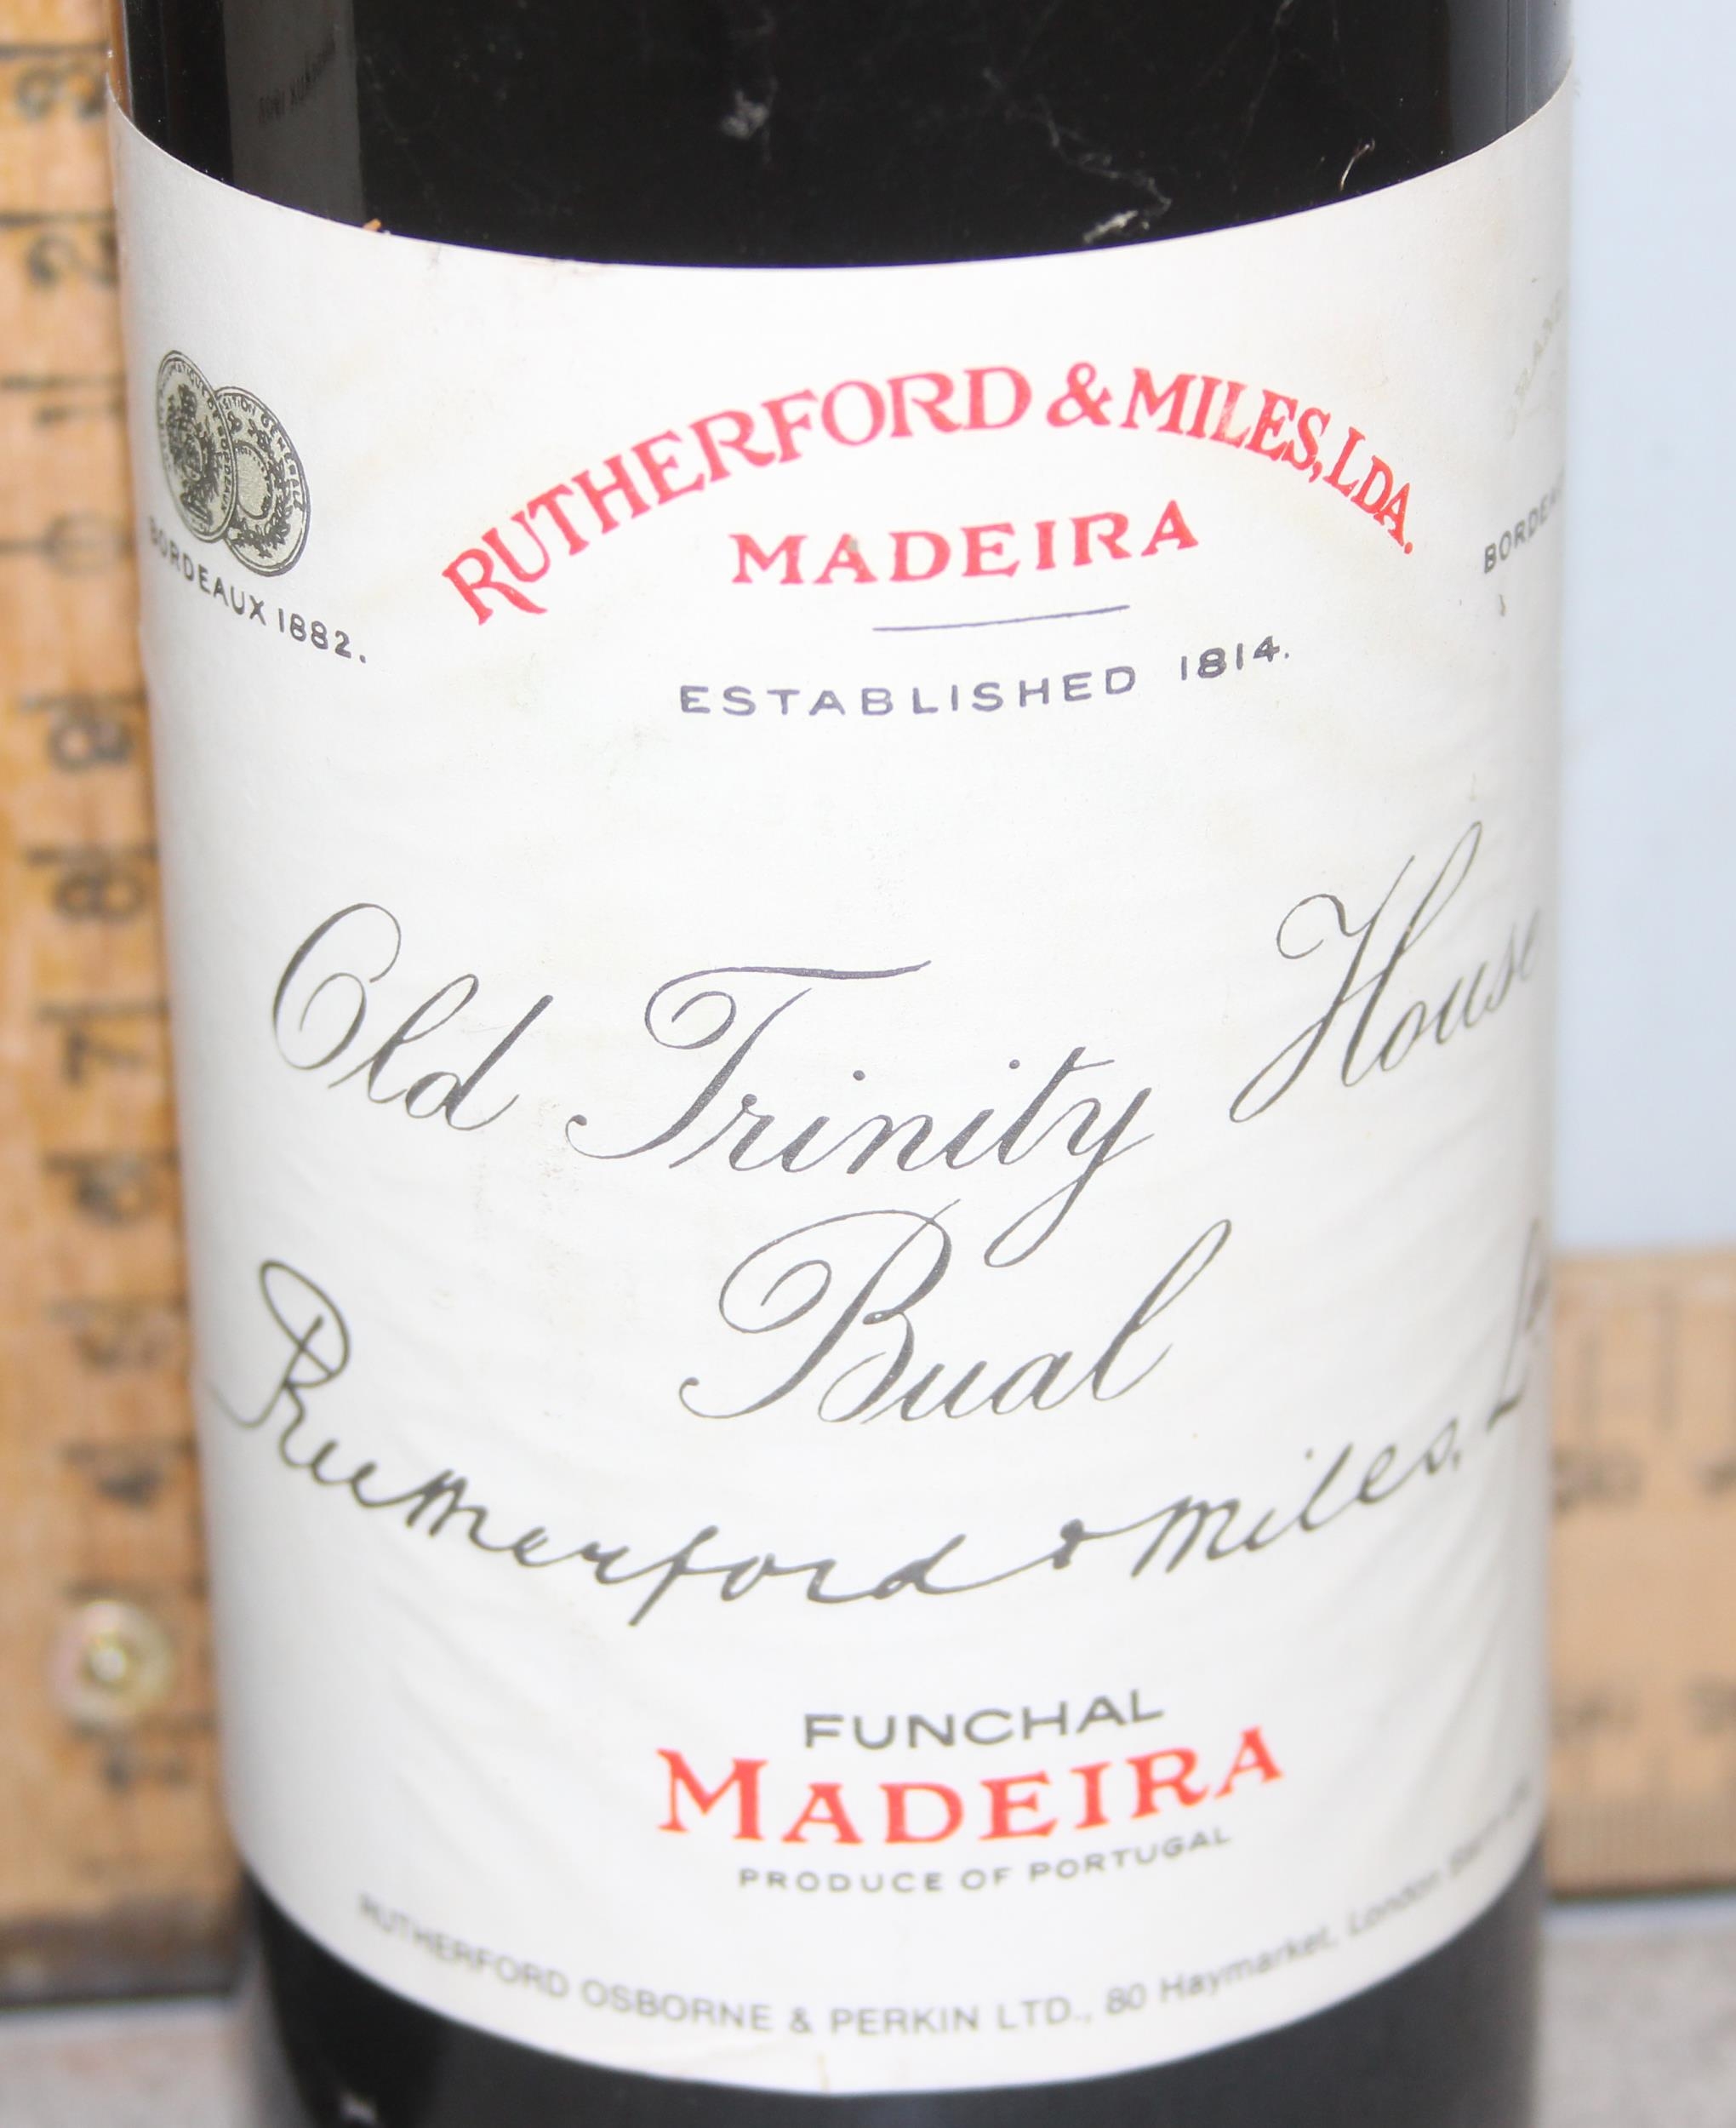 RUTHERFORD & MILES, LDA.
MADEIRA
ESTABLISHED 1814.
BORDEAUX 1882.
Old Trinity House
Bual
Rutherford & Miles,
FUNCHAL
MADEIRA
PRODUCE OF PORTUGAL
RUTHERFORD OSBORNE & PERKIN LTD., 80 Haymarket, London